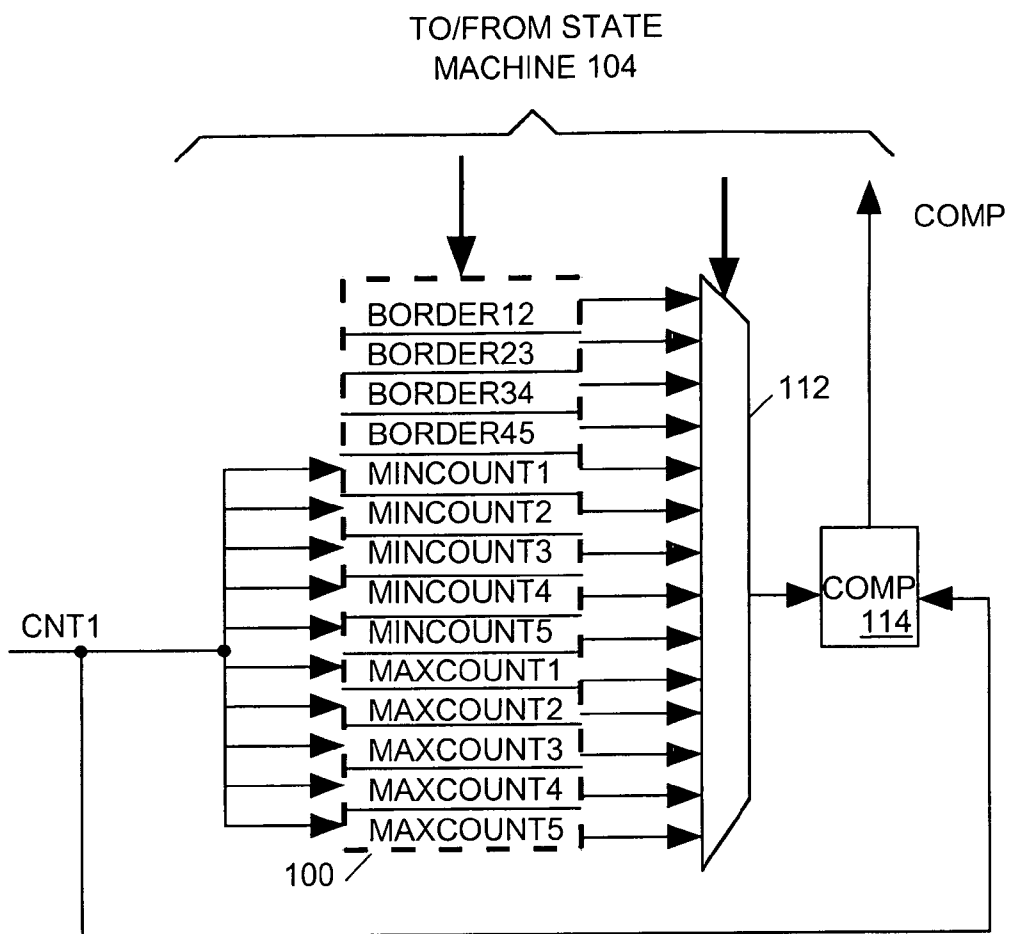 TO/FROM STATE
MACHINE 104
COMP
BORDER12
BORDER23
BORDER34
BORDER45
MINCOUNT1
MINCOUNT2
MINCOUNT3
MINCOUNT4
MINCOUNT5
MAXCOUNT1
MAXCOUNT2
MAXCOUNT3
MAXCOUNT4
MAXCOUNT5
112
COMP
114
CNT1
100